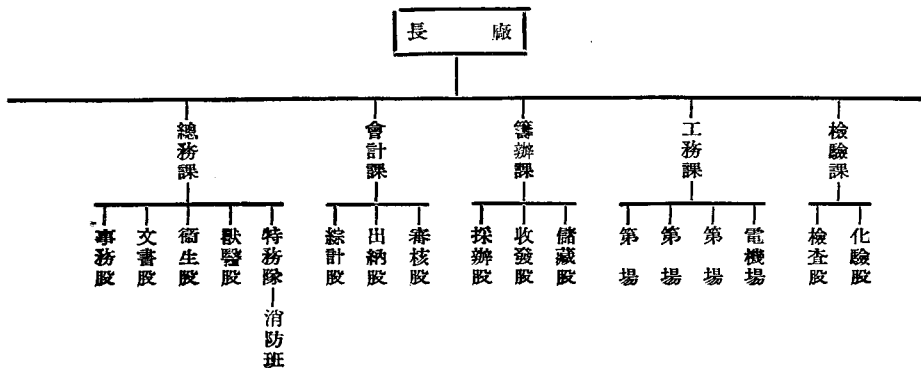 廠長
檢驗課
工務課
籌辦課
會計課
總務課
化驗股
檢查股
電機場
第 場
第 場
第 場
儲藏股
收發股
採辦股
審核股
出納股
綜計股
特務隊
消防班
獸醫股
衞生股
文書股
事務股